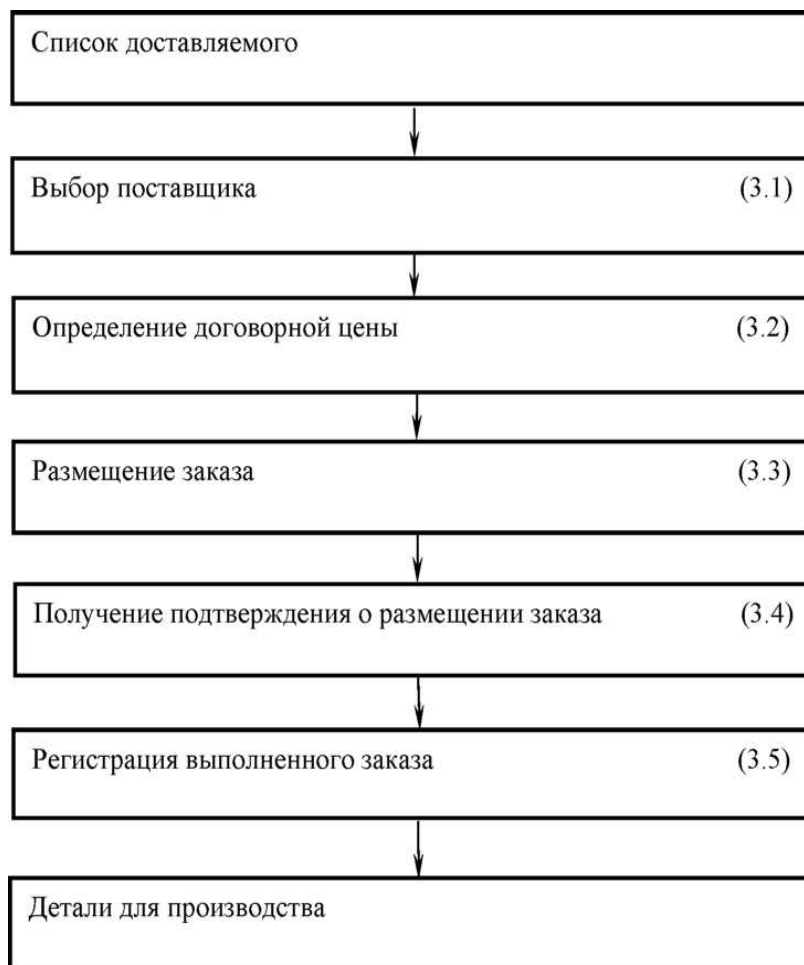 Список доставляемого
Выбор поставщика (3.1)
Определение договорной цены (3.2)
Размещение заказа (3.3)
Получение подтверждения о размещении заказа (3.4)
Регистрация выполненного заказа (3.5)
Детали для производства